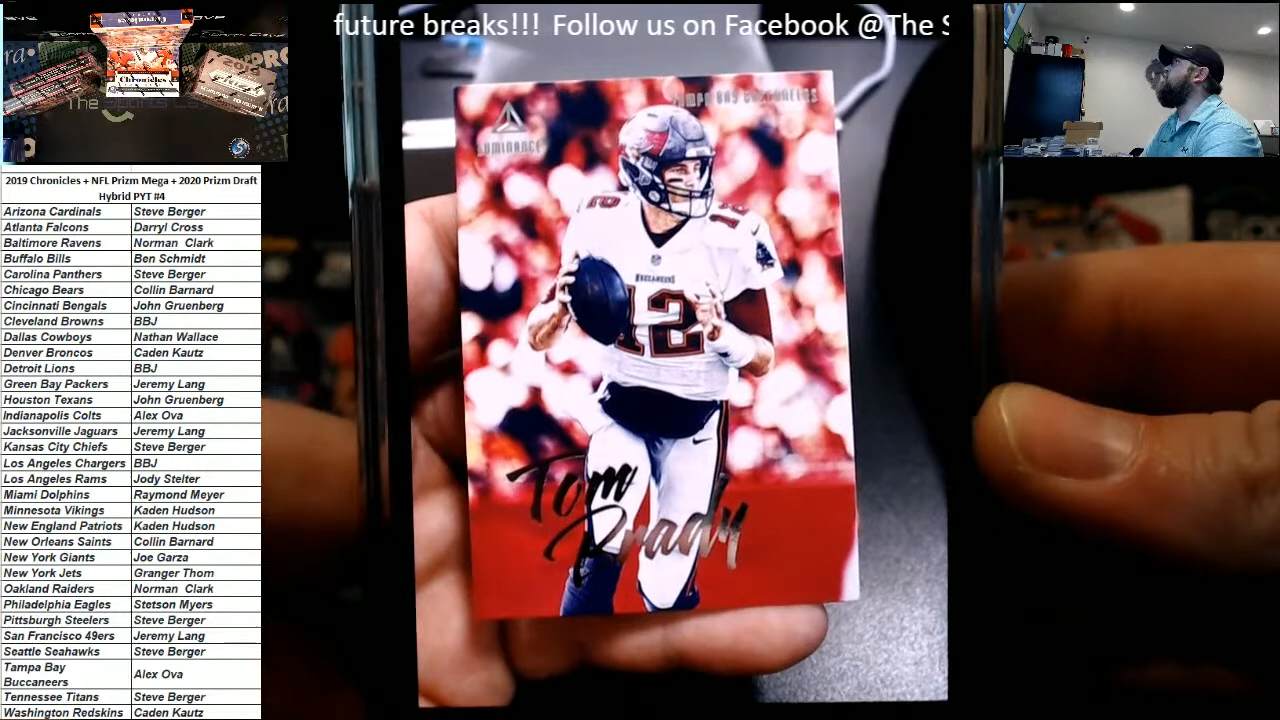 future breaks!!! Follow us on Facebook @The S
Chronicles
The Sports
2019 Chronicles + NFL Prizm Mega + 2020 Prizm Draft
Hybrid PYT #4
Arizona Cardinals Steve Berger
Atlanta Falcons Darryl Cross
Baltimore Ravens Norman Clark
Buffalo Bills Ben Schmidt
Carolina Panthers Steve Berger
Chicago Bears Collin Barnard
Cincinnati Bengals John Gruenberg
Cleveland Browns BBJ
Dallas Cowboys Nathan Wallace
Denver Broncos Caden Kautz
Detroit Lions BBJ
Green Bay Packers Jeremy Lang
Houston Texans John Gruenberg
Indianapolis Colts Alex Ova
Jacksonville Jaguars Jeremy Lang
Kansas City Chiefs Steve Berger
Los Angeles Chargers BBJ
Los Angeles Rams Jody Stelter
Miami Dolphins Raymond Meyer
Minnesota Vikings Kaden Hudson
New England Patriots Kaden Hudson
New Orleans Saints Collin Barnard
New York Giants Joe Garza
New York Jets Granger Thom
Oakland Raiders Norman Clark
Philadelphia Eagles Stetson Myers
Pittsburgh Steelers Steve Berger
San Francisco 49ers Jeremy Lang
Seattle Seahawks Steve Berger
Tampa Bay
Buccaneers Alex Ova
Tennessee Titans Steve Berger
Washington Redskins Caden Kautz
LUMINANCE
TAMPA BAY BUCCANEERS
12
BUCCANEERS
12
Tom
Brady